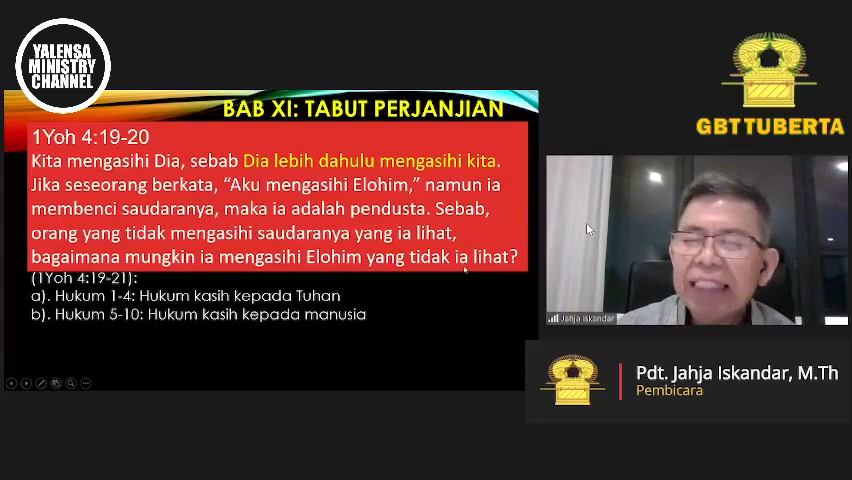 YALENSA
MINISTRY
CHANNEL
BAB XI: TABUT PERJANJIAN
1Yoh 4:19-20
Kita mengasihi Dia, sebab Dia lebih dahulu mengasihi kita.
Jika seseorang berkata, “Aku mengasihi Elohim,” namun ia
membenci saudaranya, maka ia adalah pendusta. Sebab,
orang yang tidak mengasihi saudaranya yang ia lihat,
bagaimana mungkin ia mengasihi Elohim yang tidak ia lihat?
(1Yoh 4:19-21):
a). Hukum 1-4: Hukum kasih kepada Tuhan
b). Hukum 5-10: Hukum kasih kepada manusia
GBT TUBERTA
Jahja Iskandar
Pdt. Jahja Iskandar, M.Th
Pembicara